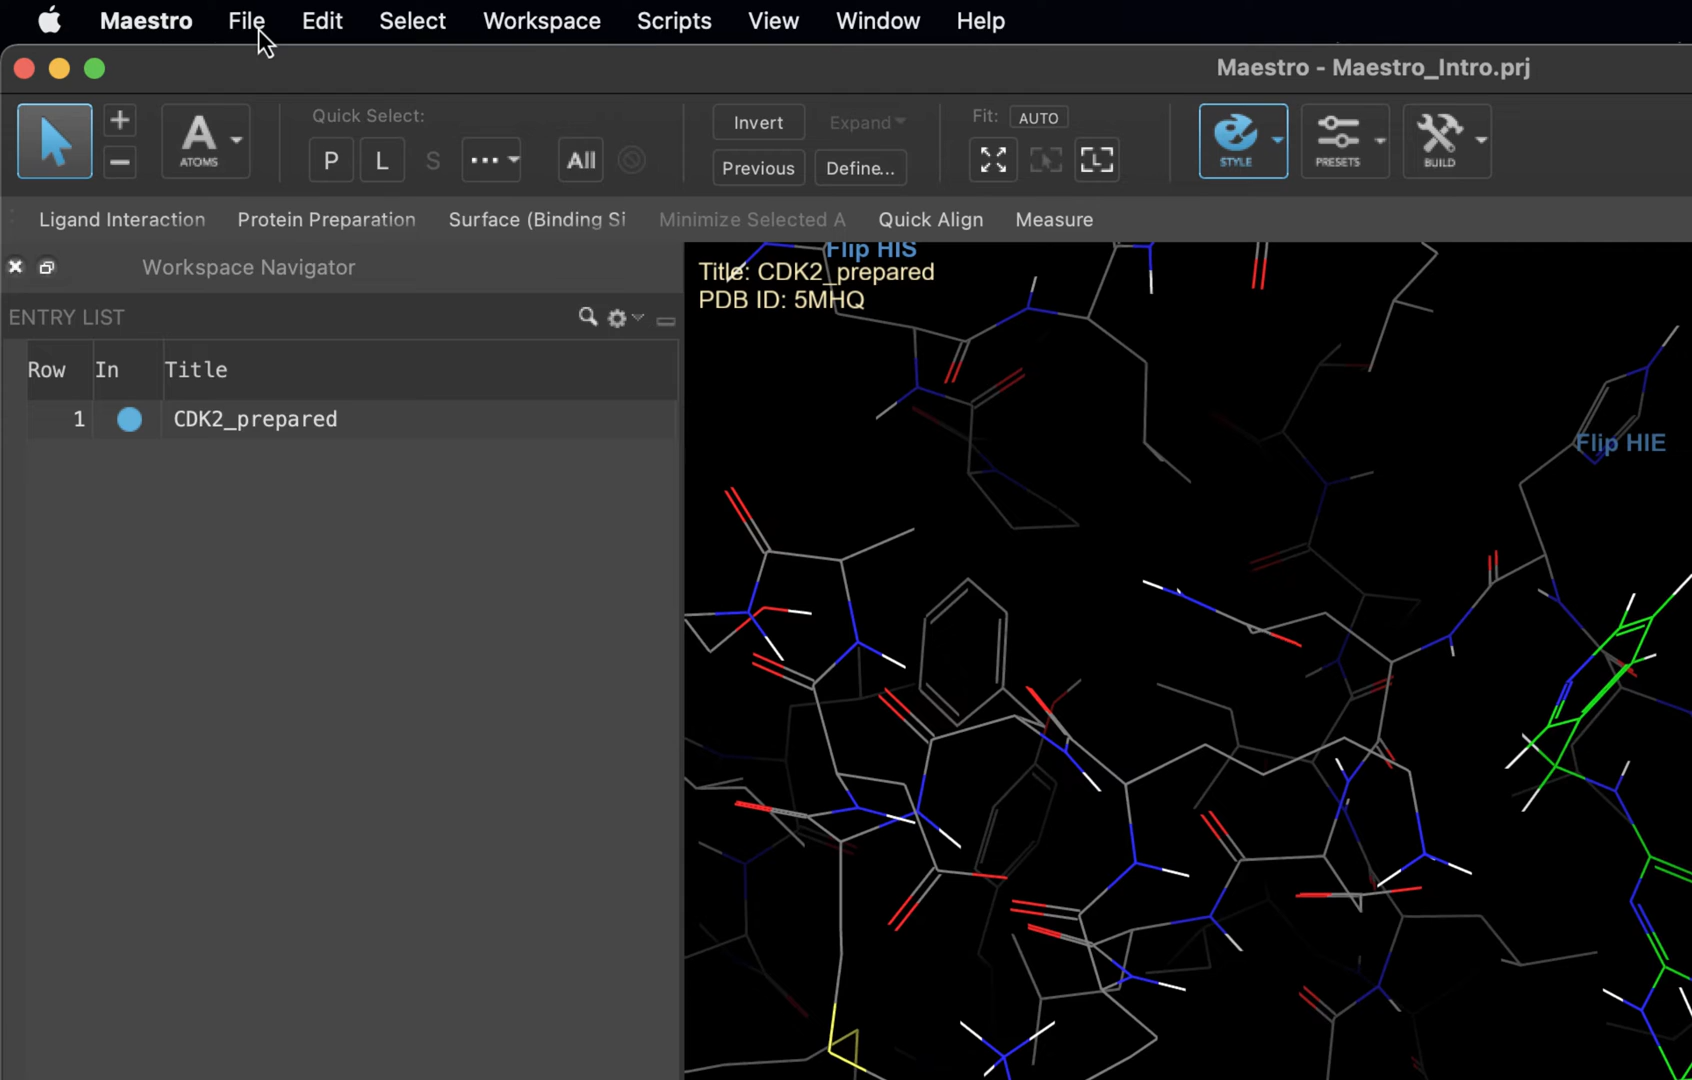 Maestro File Edit Select Workspace Scripts View Window Help
Maestro - Maestro_Intro.prj
Quick Select:
Invert Expand
Fit: AUTO
A
ATOMS
P L S ... All
Previous Define...
STYLE
PRESETS
BUILD
Ligand Interaction Protein Preparation Surface (Binding Si Minimize Selected A Quick Align Measure
Workspace Navigator
ENTRY LIST
Row In Title
1 CDK2_prepared
Flip HIS
Title: CDK2_prepared
PDB ID: 5MHQ
Flip HIE